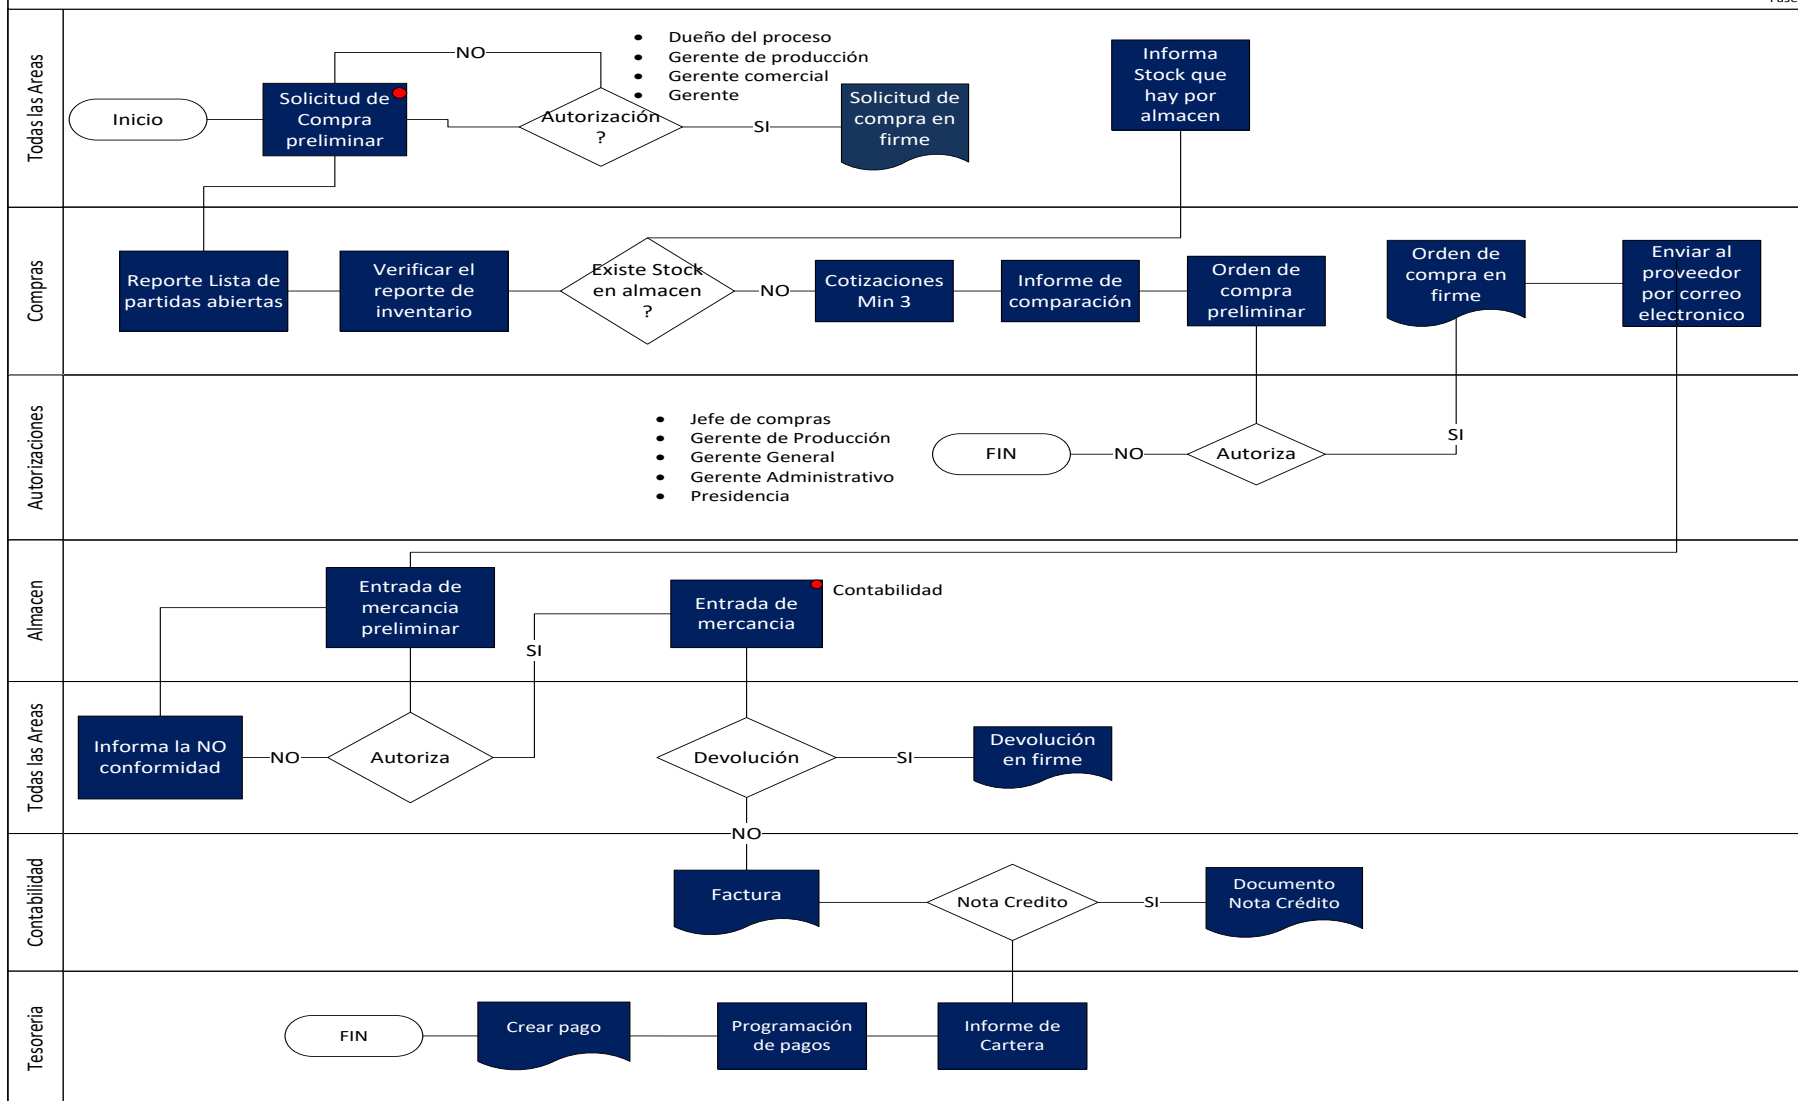 Fase
Todas las Areas
Inicio
Solicitud de
Compra
preliminar
NO
Autorización
?
Dueño del proceso
Gerente de producción
Gerente comercial
Gerente
SI
Solicitud de
compra en
firme
Informa
Stock que
hay por
almacen
Compras
Reporte Lista de
partidas abiertas
Verificar el
reporte de
inventario
Existe Stock
en almacen
?
NO
Cotizaciones
Min 3
Informe de
comparación
Orden de
compra
preliminar
Orden de
compra en
firme
Enviar al
proveedor
por correo
electronico
Autorizaciones
Jefe de compras
Gerente de Producción
Gerente General
Gerente Administrativo
Presidencia
FIN
NO
Autoriza
SI
Almacen
Entrada de
mercancia
preliminar
SI
Entrada de
mercancia
Contabilidad
Todas las Areas
Informa la NO
conformidad
NO
Autoriza
Devolución
SI
Devolución
en firme
NO
Contabilidad
Factura
Nota Credito
SI
Documento
Nota Crédito
Tesoreria
FIN
Crear pago
Programación
de pagos
Informe de
Cartera